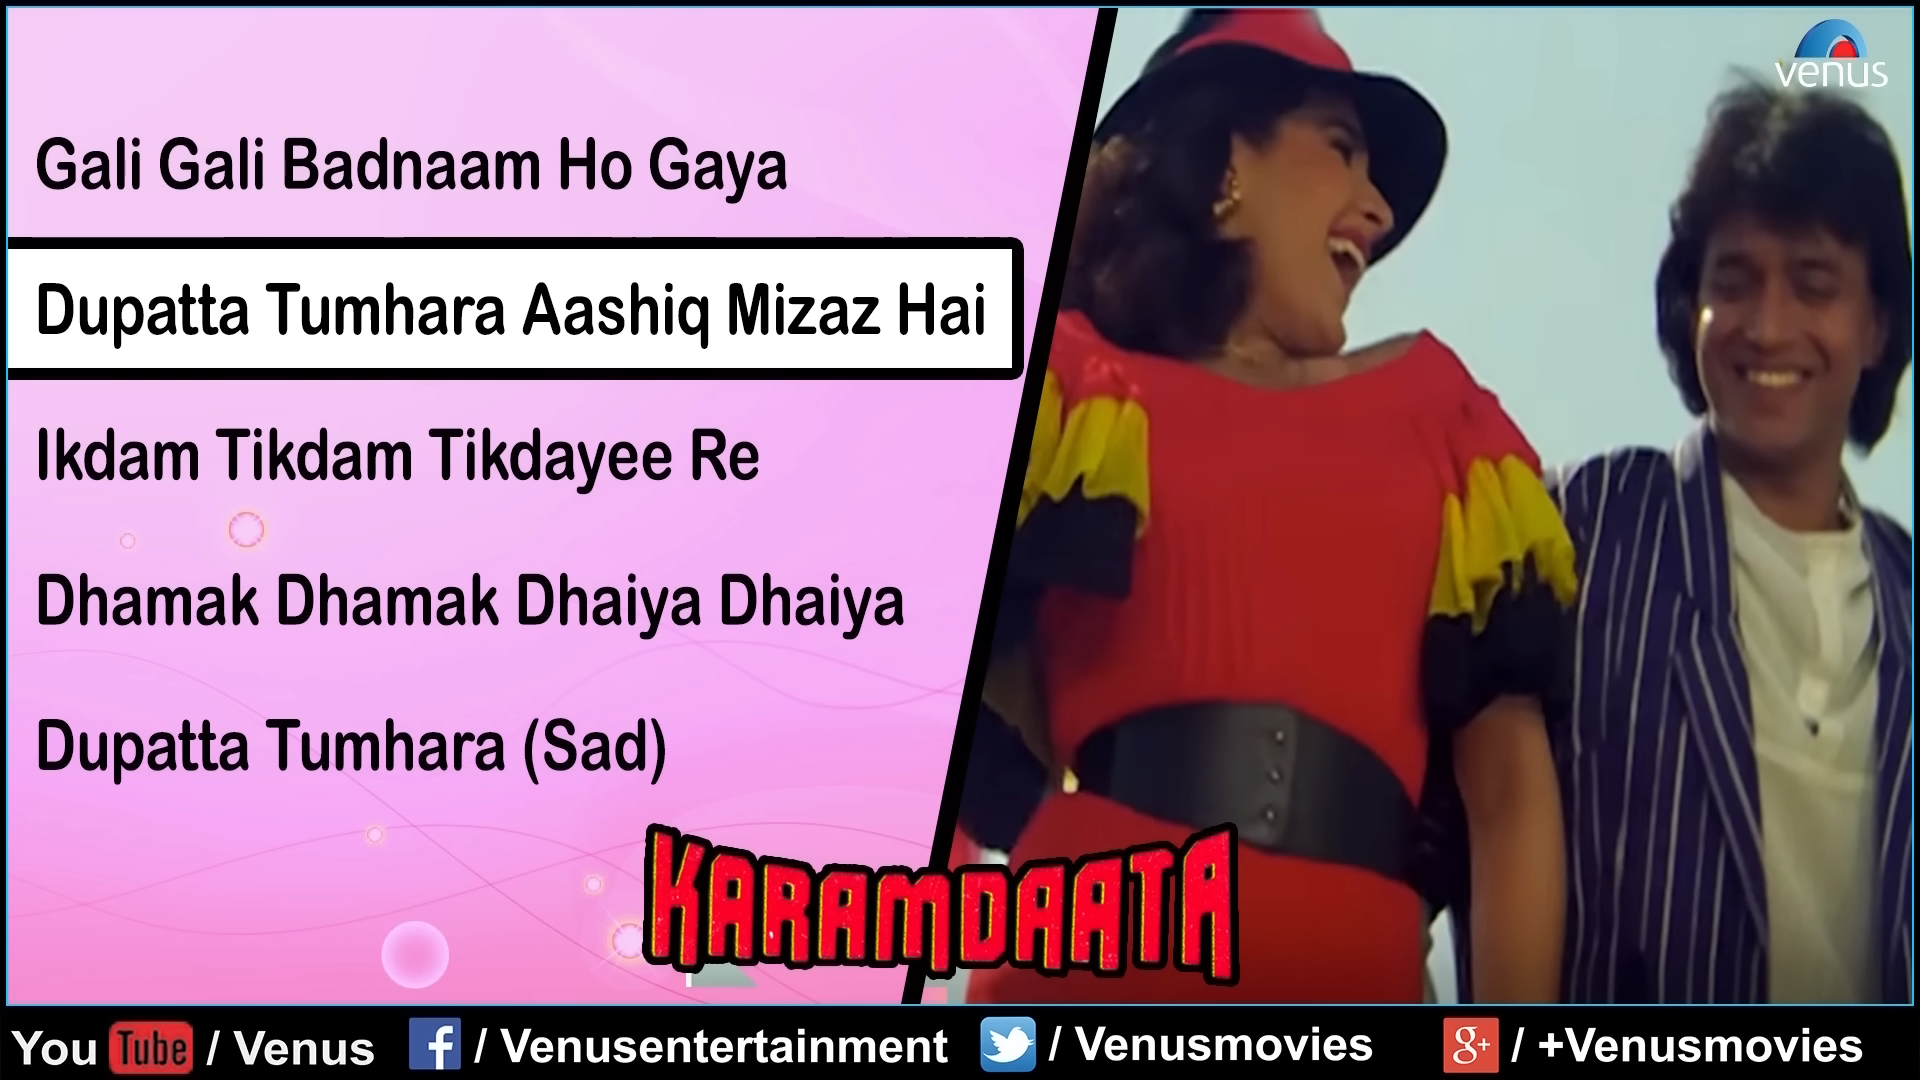 venus
Gali Gali Badnaam Ho Gaya
Dupatta Tumhara Aashiq Mizaz Hai
Ikdam Tikdam Tikdayee Re
Dhamak Dhamak Dhaiya Dhaiya
Dupatta Tumhara (Sad)
KARAMDAATA
You Tube / Venus f / Venusentertainment / Venusmovies g+ / +Venusmovies